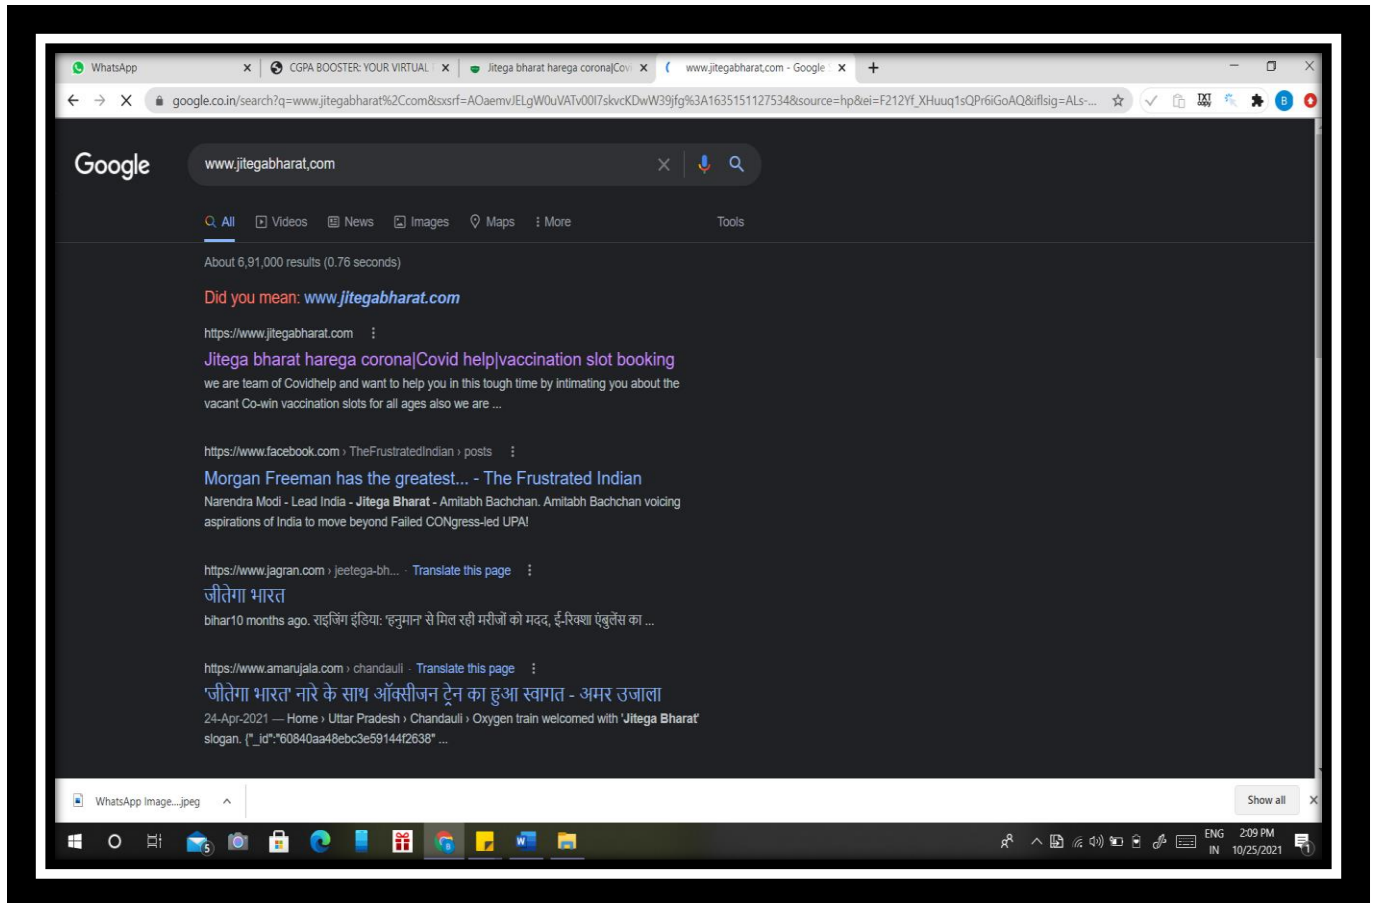 WhatsApp
CGPA BOOSTER: YOUR VIRTUAL
Jitega bharat harega corona|Covi
www.jitegabharat,com - Google
google.co.in/search?q=www.jitegabharat%2Ccom&sxsrf=AOaemvJELgW0uVATv00I7skvcKDwW39jfg%3A1635151127534&source=hp&ei=F212Yf_XHuuq1sQPr6iGoAQ&iflsig=ALs-...
TXT
copy
B
Google
www.jitegabharat,com
All Videos News Images Maps More Tools
About 6,91,000 results (0.76 seconds)
Did you mean: www.jitegabharat.com
https://www.jitegabharat.com
Jitega bharat harega corona|Covid help|vaccination slot booking
we are team of Covidhelp and want to help you in this tough time by intimating you about the
vacant Co-win vaccination slots for all ages also we are ...
https://www.facebook.com › TheFrustratedIndian › posts
Morgan Freeman has the greatest... - The Frustrated Indian
Narendra Modi - Lead India - Jitega Bharat - Amitabh Bachchan. Amitabh Bachchan voicing
aspirations of India to move beyond Failed CONgress-led UPA!
https://www.jagran.com › jeetega-bh... · Translate this page
जीतेगा भारत
bihar10 months ago. राइजिंग इंडिया: 'हनुमान' से मिल रही मरीजों को मदद, ई-रिक्शा एंबुलेंस का ...
https://www.amarujala.com › chandauli · Translate this page
'जीतेगा भारत' नारे के साथ ऑक्सीजन ट्रेन का हुआ स्वागत - अमर उजाला
24-Apr-2021 — Home › Uttar Pradesh › Chandauli › Oxygen train welcomed with 'Jitega Bharat'
slogan. {"_id":"60840aa48ebc3e59144f2638" ...
WhatsApp Image....jpeg
Show all
5
ENG 2:09 PM
IN 10/25/2021
1